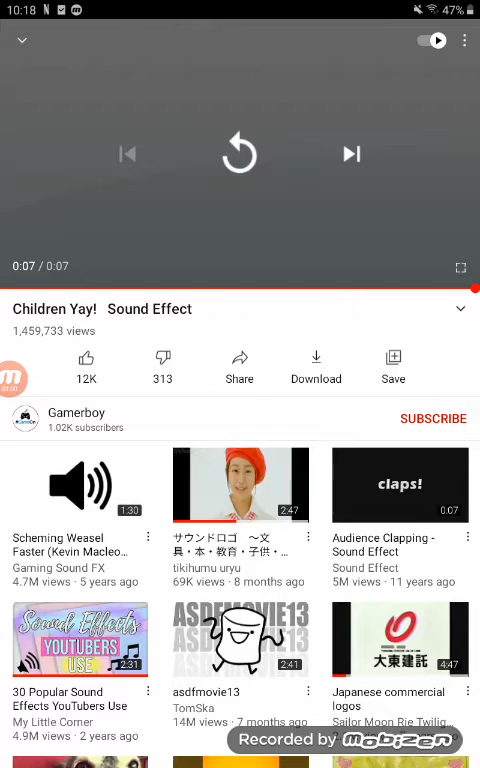 10:18
47%
0:07 / 0:07
Children Yay! Sound Effect
1,459,733 views
12K
313
Share
Download
Save
00:00
Gamerboy
1.02K subscribers
SUBSCRIBE
1:30
2:47
claps!
0:07
Scheming Weasel
Faster (Kevin Macleo...
Gaming Sound FX
4.7M views · 5 years ago
サウンドロゴ ～文
具・本・教育・子供・...
tikihumu uryu
69K views · 8 months ago
Audience Clapping -
Sound Effect
Sound Effect
5M views · 11 years ago
Sound Effects
YOUTUBERS
USE
2:31
ASDFMOVIE13
ASDFMOVIE13
2:41
大東建託
4:47
30 Popular Sound
Effects YouTubers Use
My Little Corner
4.9M views · 2 years ago
asdfmovie13
TomSka
14M views · 7 months ago
Japanese commercial
logos
Sailor Moon Rie Twilig...
Recorded by mobizen